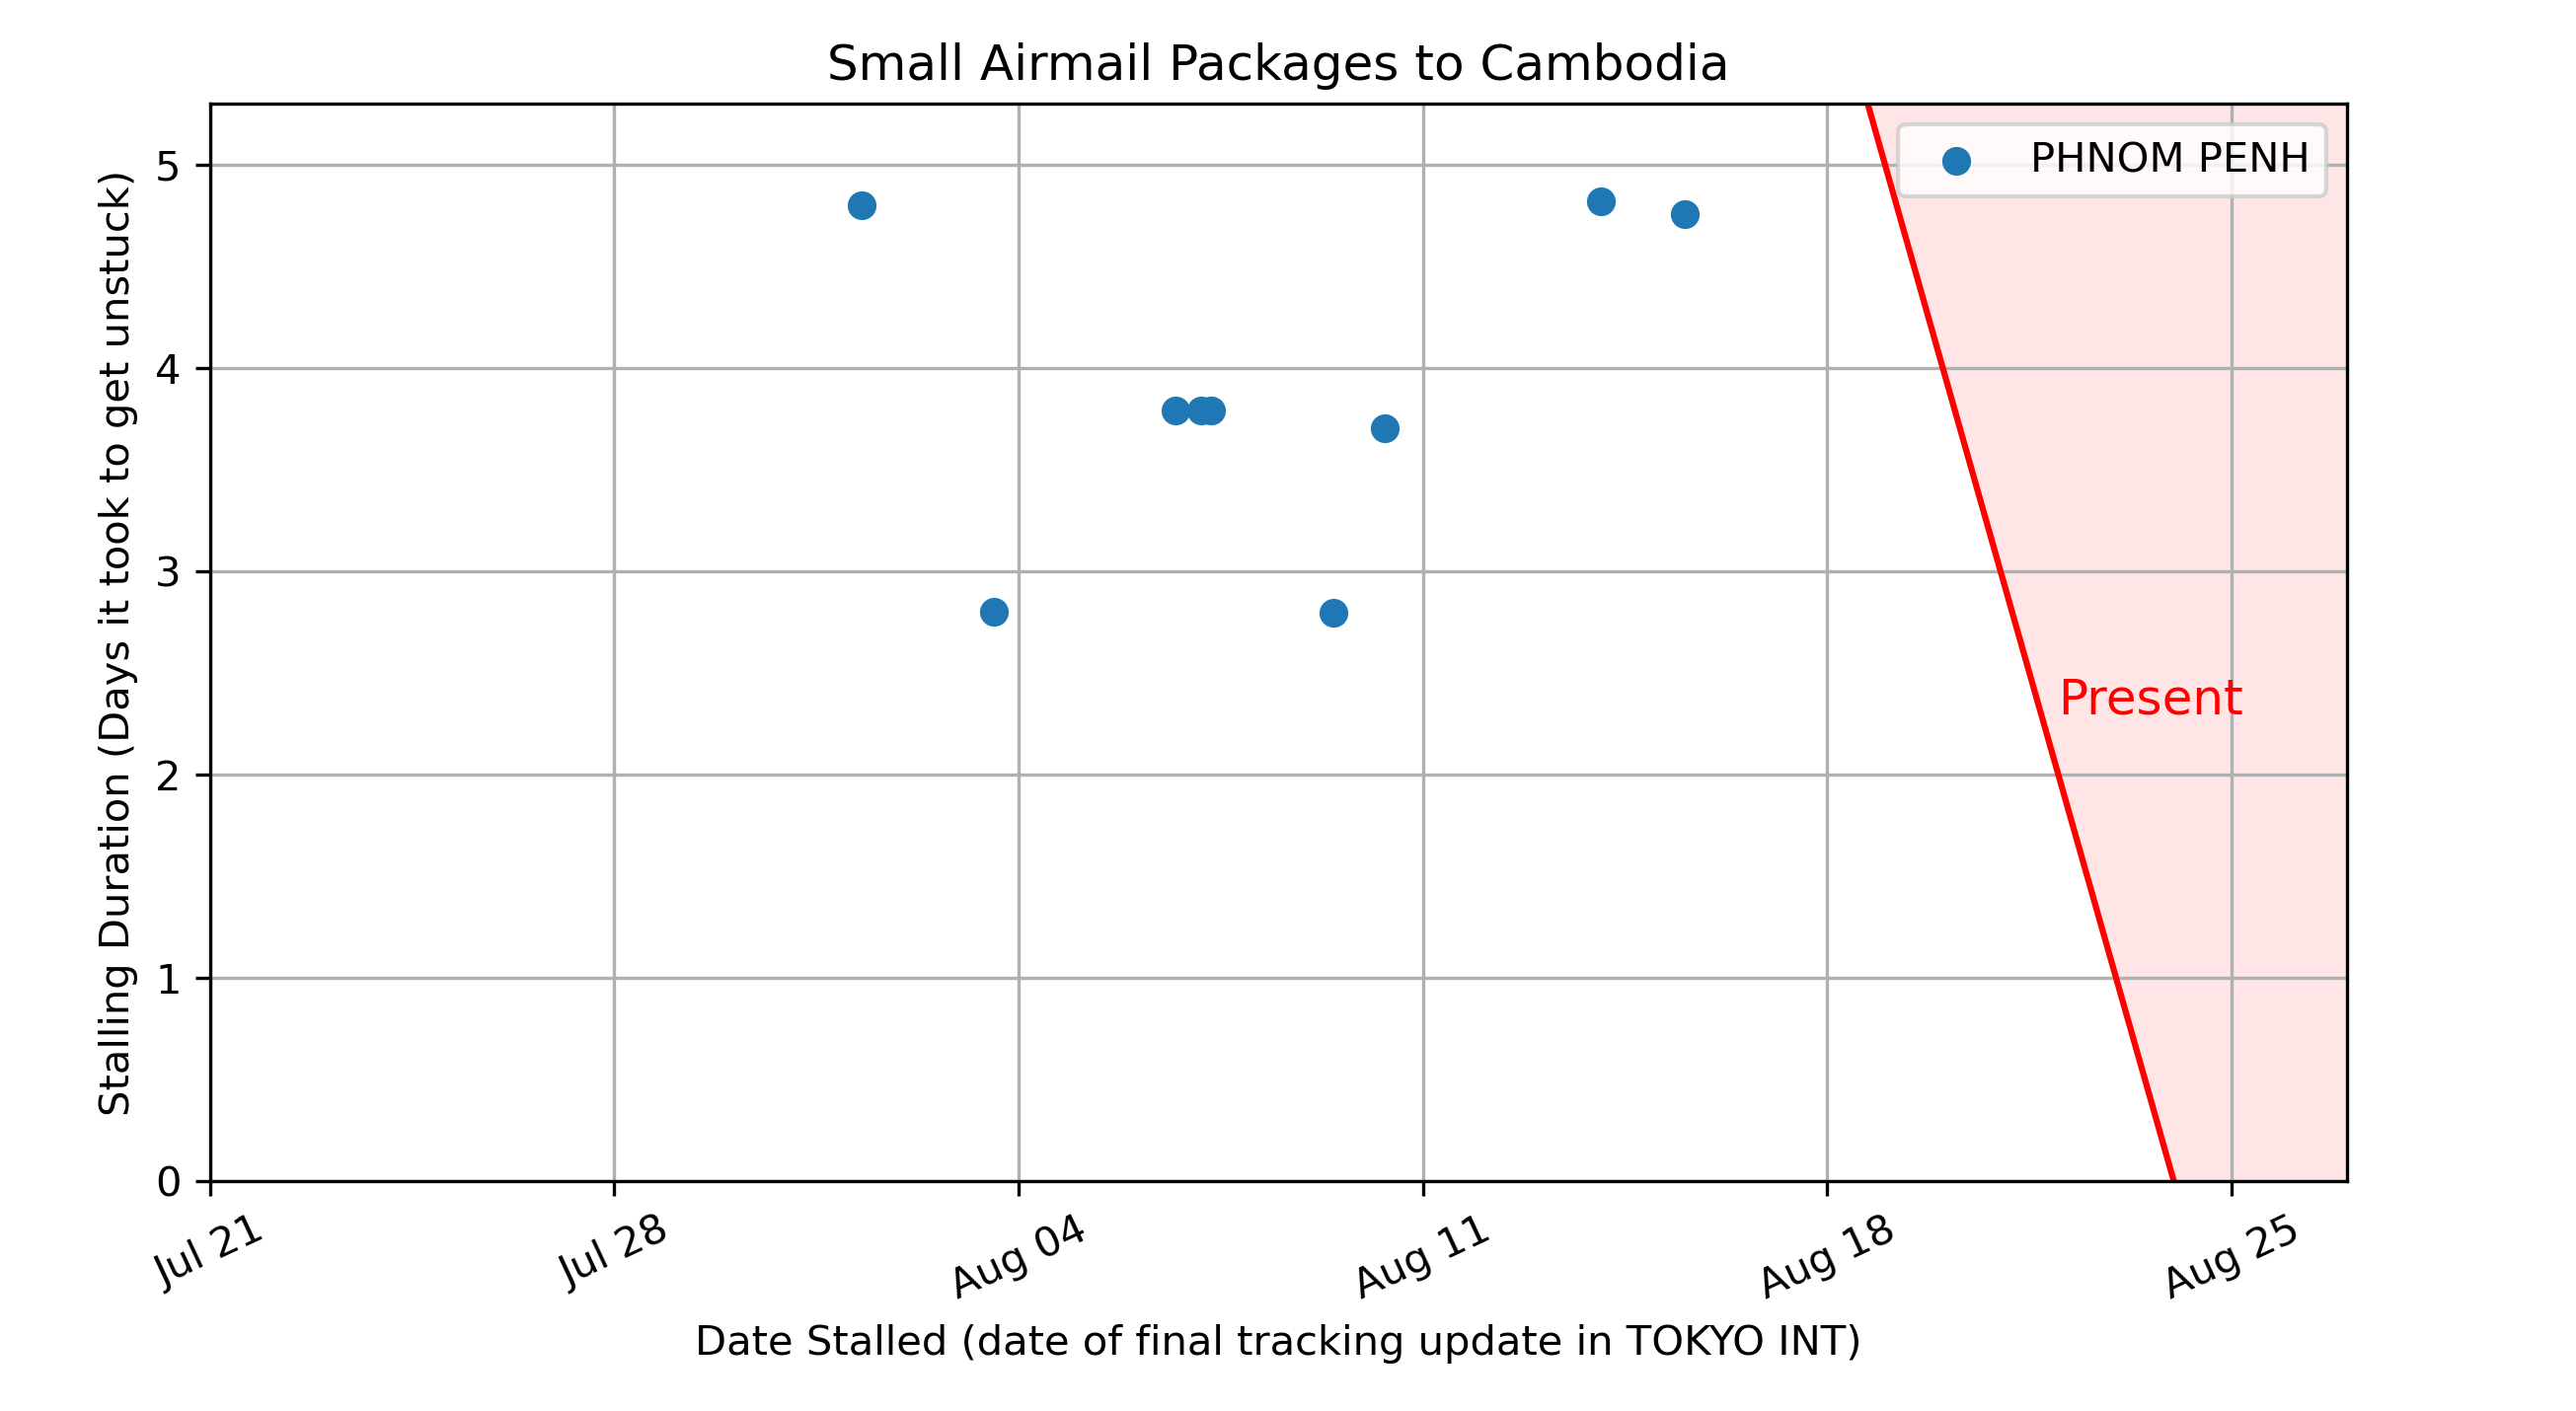 Small Airmail Packages to Cambodia
PHNOM PENH
Stalling Duration (Days it took to get unstuck)
5
4
3
2
1
0
Present
Jul 21
Jul 28
Aug 04
Aug 11
Aug 18
Aug 25
Date Stalled (date of final tracking update in TOKYO INT)